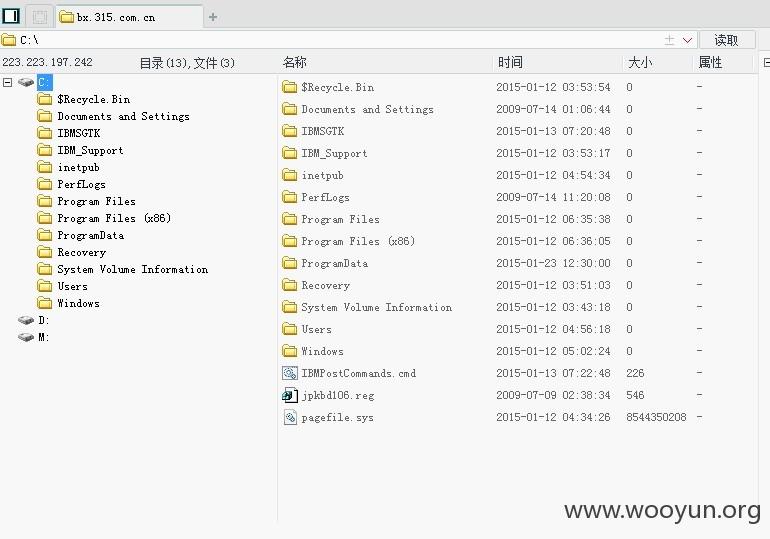 bx.315.com.cn
C:\
读取
223.223.197.242 目录(13),文件(3) 名称 时间 大小 属性
C:
$Recycle.Bin
Documents and Settings
IBMSGTK
IBM_Support
inetpub
PerfLogs
Program Files
Program Files (x86)
ProgramData
Recovery
System Volume Information
Users
Windows
D:
M:
$Recycle.Bin 2015-01-12 03:53:54 0 -
Documents and Settings 2009-07-14 01:06:44 0 -
IBMSGTK 2015-01-13 07:20:48 0 -
IBM_Support 2015-01-12 03:53:17 0 -
inetpub 2015-01-12 04:54:34 0 -
PerfLogs 2009-07-14 11:20:08 0 -
Program Files 2015-01-12 06:35:38 0 -
Program Files (x86) 2015-01-12 06:36:05 0 -
ProgramData 2015-01-23 12:30:00 0 -
Recovery 2015-01-12 03:51:03 0 -
System Volume Information 2015-01-12 03:43:18 0 -
Users 2015-01-12 04:56:18 0 -
Windows 2015-01-12 05:02:24 0 -
IBMPostCommands.cmd 2015-01-13 07:22:48 226 -
jpkbd106.reg 2009-07-09 02:38:34 546 -
pagefile.sys 2015-01-12 04:34:26 8544350208 -
www.wooyun.org